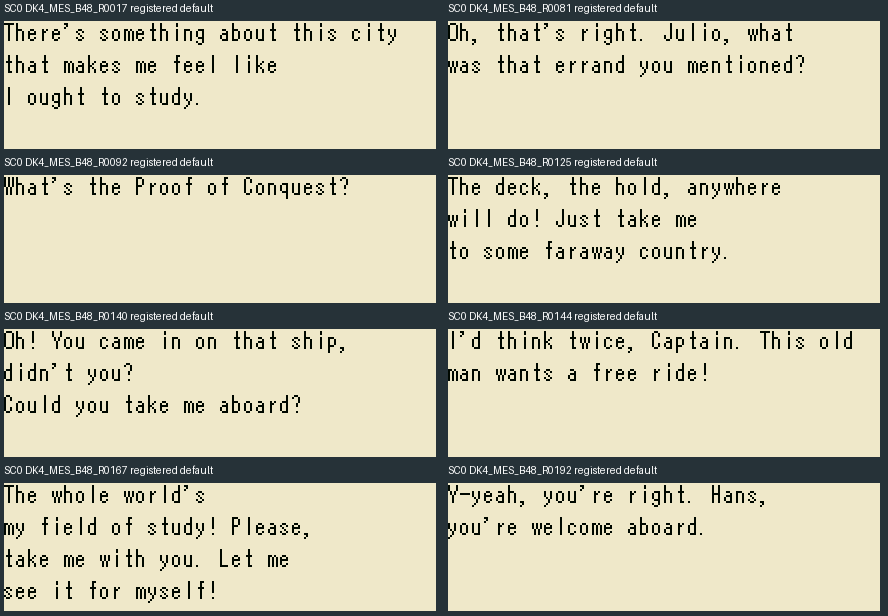 SC0 DK4_MES_B48_R0017 registered default
There's something about this city
that makes me feel like
I ought to study.
SC0 DK4_MES_B48_R0081 registered default
Oh, that's right. Julio, what
was that errand you mentioned?
SC0 DK4_MES_B48_R0092 registered default
What's the Proof of Conquest?
SC0 DK4_MES_B48_R0125 registered default
The deck, the hold, anywhere
will do! Just take me
to some faraway country.
SC0 DK4_MES_B48_R0140 registered default
Oh! You came in on that ship,
didn't you?
Could you take me aboard?
SC0 DK4_MES_B48_R0144 registered default
I'd think twice, Captain. This old
man wants a free ride!
SC0 DK4_MES_B48_R0167 registered default
The whole world's
my field of study! Please,
take me with you. Let me
see it for myself!
SC0 DK4_MES_B48_R0192 registered default
Y-yeah, you're right. Hans,
you're welcome aboard.